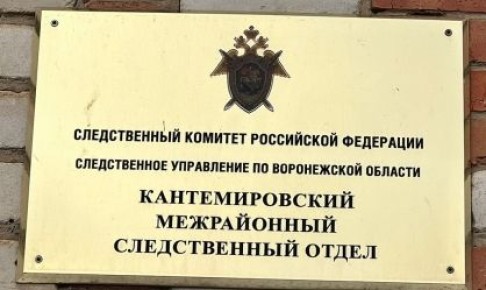 СЛЕДСТВЕННЫЙ КОМИТЕТ РОССИЙСКОЙ ФЕДЕРАЦИИ
СЛЕДСТВЕННОЕ УПРАВЛЕНИЕ ПО ВОРОНЕЖСКОЙ ОБЛАСТИ
КАНТЕМИРОВСКИЙ
МЕЖРАЙОННЫЙ
СЛЕДСТВЕННЫЙ ОТДЕЛ